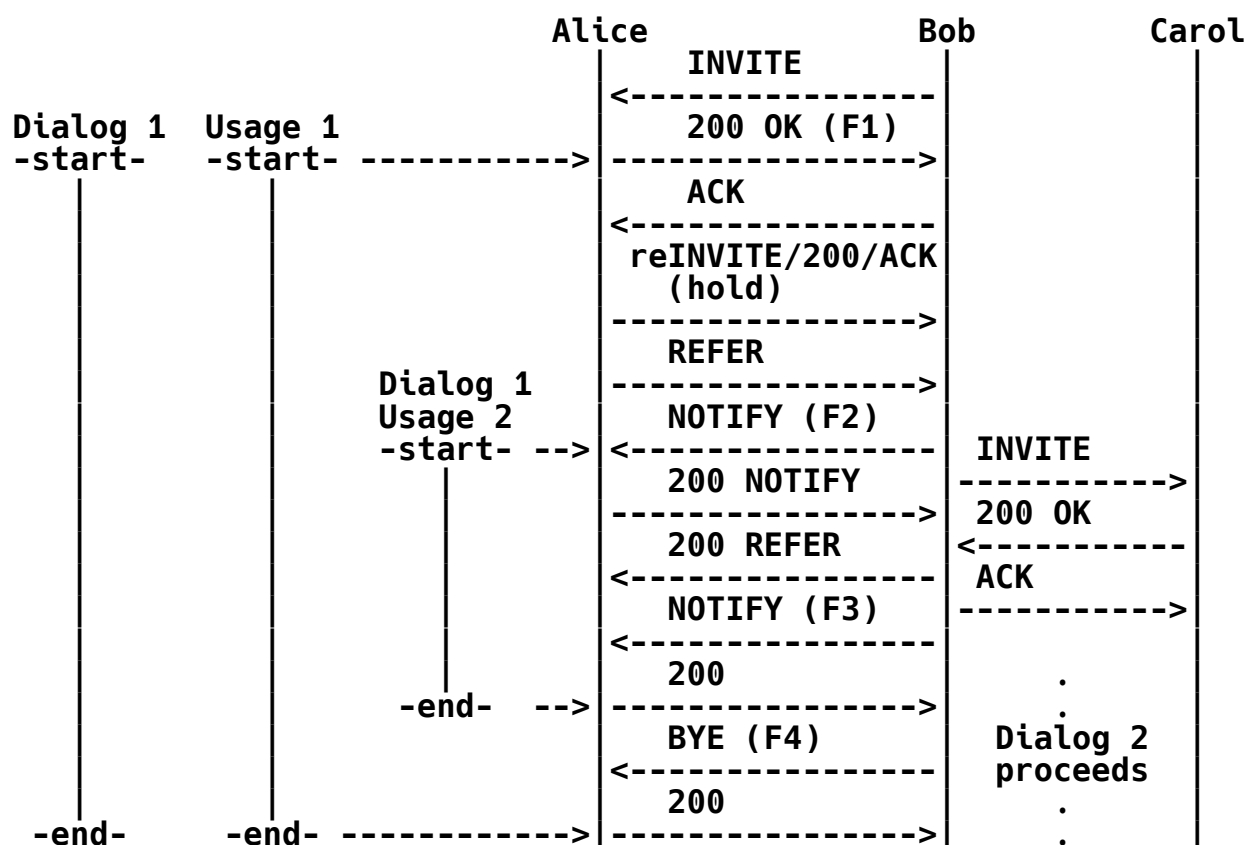 Alice Bob Carol
INVITE
<----------------
Dialog 1 Usage 1 200 OK (F1)
-start- -start- -----------> ---------------->
ACK
<----------------
reINVITE/200/ACK
(hold)
---------------->
REFER
Dialog 1 ---------------->
Usage 2 NOTIFY (F2)
-start- --> <---------------- INVITE
200 NOTIFY ----------->
----------------> 200 OK
200 REFER <-----------
<---------------- ACK
NOTIFY (F3) ----------->
<----------------
200 .
-end- --> ----------------> .
BYE (F4) Dialog 2
<---------------- proceeds
200 .
-end- -end- ------------> ----------------> .